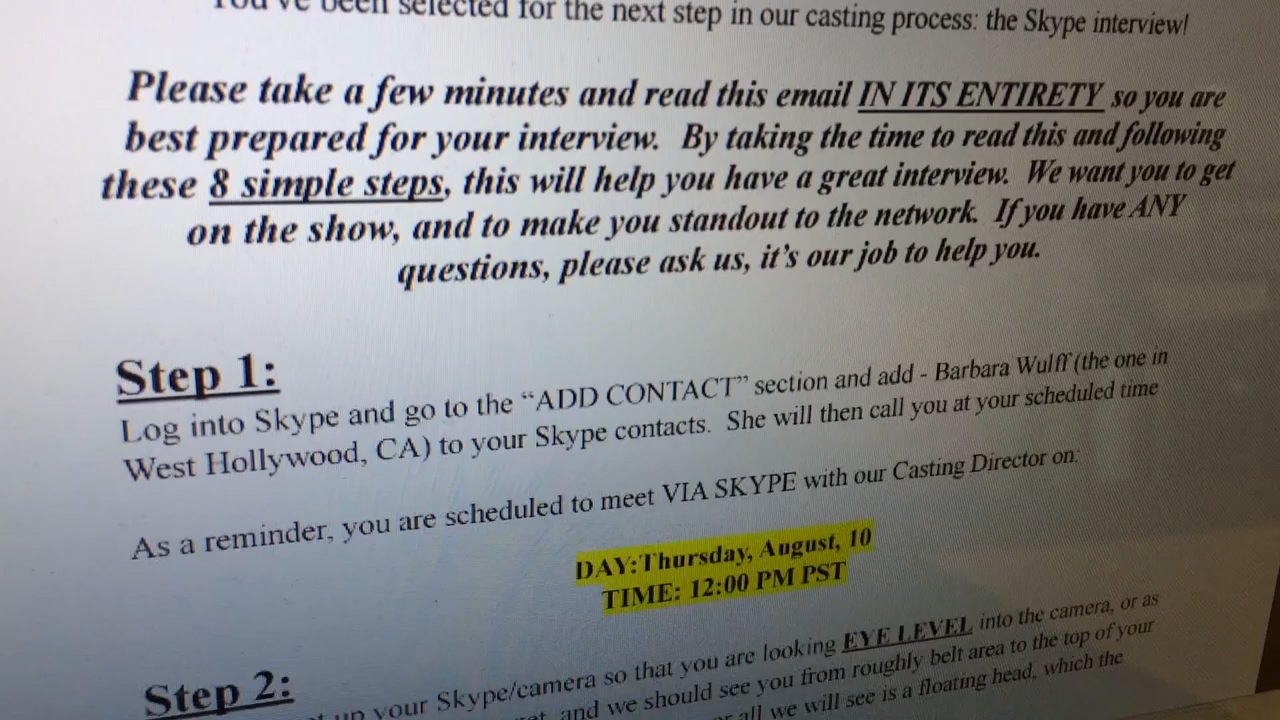 You've been selected for the next step in our casting process: the Skype interview!
Please take a few minutes and read this email IN ITS ENTIRETY so you are
best prepared for your interview. By taking the time to read this and following
these 8 simple steps, this will help you have a great interview. We want you to get
on the show, and to make you standout to the network. If you have ANY
questions, please ask us, it's our job to help you.
Step 1:
Log into Skype and go to the “ADD CONTACT” section and add - Barbara Wulff (the one in
West Hollywood, CA) to your Skype contacts. She will then call you at your scheduled time
As a reminder, you are scheduled to meet VIA SKYPE with our Casting Director on:
DAY:Thursday, August, 10
TIME: 12:00 PM PST
Step 2:
up your Skype/camera so that you are looking EYE LEVEL into the camera, or as
and we should see you from roughly belt area to the top of your
all we will see is a floating head, which the